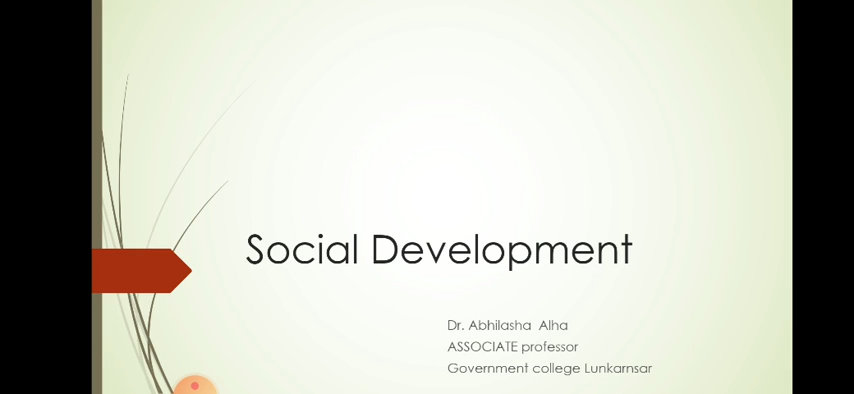 Social Development
Dr. Abhilasha Alha
ASSOCIATE professor
Government college Lunkarnsar